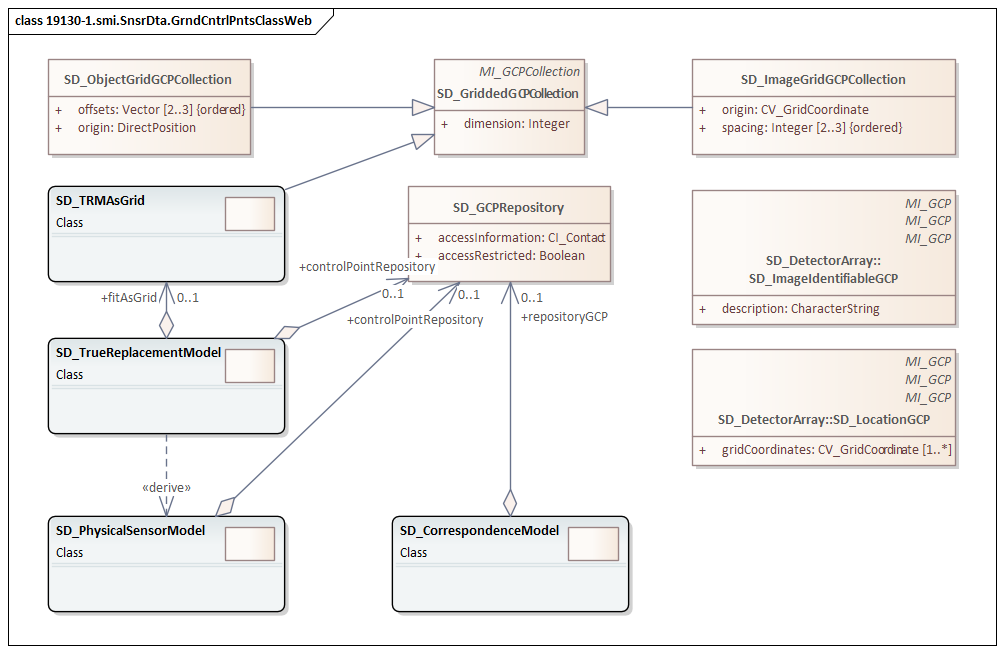 class 19130-1.smi.SnsrDta.GrndCntrlPntsClassWeb
SD_ObjectGridGCPCollection
+ offsets: Vector [2..3] {ordered}
+ origin: DirectPosition
MI_GCPCollection
SD_GriddedGCPCollection
+ dimension: Integer
SD_ImageGridGCPCollection
+ origin: CV_GridCoordinate
+ spacing: Integer [2..3] {ordered}
SD_TRMAsGrid
Class
SD_GCPRepository
+ accessInformation: CI_Contact
+ accessRestricted: Boolean
MI_GCP
MI_GCP
MI_GCP
SD_DetectorArray::
SD_ImageIdentifiableGCP
+ description: CharacterString
+controlPointRepository
0..1
+fitAsGrid
0..1
0..1
0..1
+controlPointRepository
+repositoryGCP
SD_TrueReplacementModel
Class
MI_GCP
MI_GCP
MI_GCP
SD_DetectorArray::SD_LocationGCP
+ gridCoordinates: CV_GridCoordinate [1..*]
«derive»
SD_PhysicalSensorModel
Class
SD_CorrespondenceModel
Class